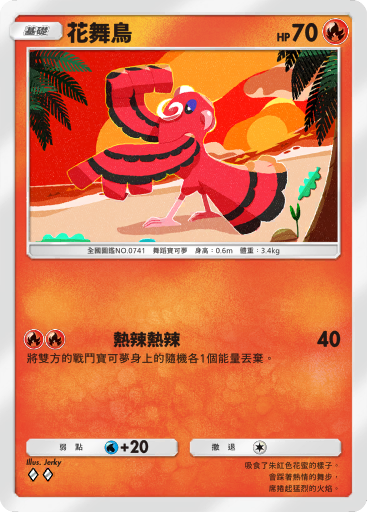 基礎 花舞鳥 HP 70
全國圖鑑NO.0741 舞蹈寶可夢 身高：0.6m 體重：3.4kg
熱辣熱辣 40
將雙方的戰鬥寶可夢身上的隨機各1個能量丟棄。
弱點 +20 撤退
Illus. Jerky
吸食了朱紅色花蜜的樣子。
會踩著熱情的舞步，
席捲起猛烈的火焰。